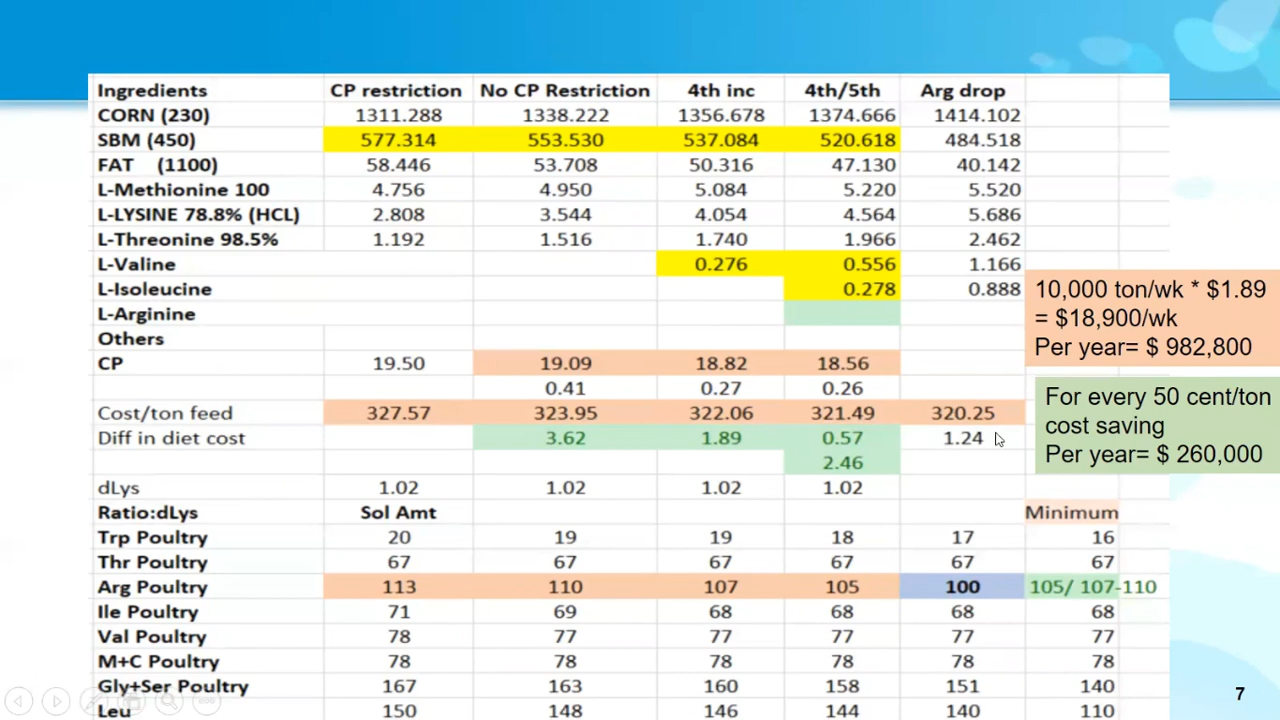 Ingredients CP restriction No CP Restriction 4th inc 4th/5th Arg drop
CORN (230) 1311.288 1338.222 1356.678 1374.666 1414.102
SBM (450) 577.314 553.530 537.084 520.618 484.518
FAT (1100) 58.446 53.708 50.316 47.130 40.142
L-Methionine 100 4.756 4.950 5.084 5.220 5.520
L-LYSINE 78.8% (HCL) 2.808 3.544 4.054 4.564 5.686
L-Threonine 98.5% 1.192 1.516 1.740 1.966 2.462
L-Valine 0.276 0.556 1.166
L-Isoleucine 0.278 0.888
L-Arginine
Others
CP 19.50 19.09 18.82 18.56
0.41 0.27 0.26
Cost/ton feed 327.57 323.95 322.06 321.49 320.25
Diff in diet cost 3.62 1.89 0.57 1.24
2.46
dLys 1.02 1.02 1.02 1.02
Ratio:dLys Sol Amt Minimum
Trp Poultry 20 19 19 18 17 16
Thr Poultry 67 67 67 67 67 67
Arg Poultry 113 110 107 105 100 105/ 107-110
Ile Poultry 71 69 68 68 68 68
Val Poultry 78 77 77 77 77 77
M+C Poultry 78 78 78 78 78 78
Gly+Ser Poultry 167 163 160 158 151 140
Leu 150 148 146 144 140 110
10,000 ton/wk * $1.89
= $18,900/wk
Per year= $ 982,800
For every 50 cent/ton
cost saving
Per year= $ 260,000
7